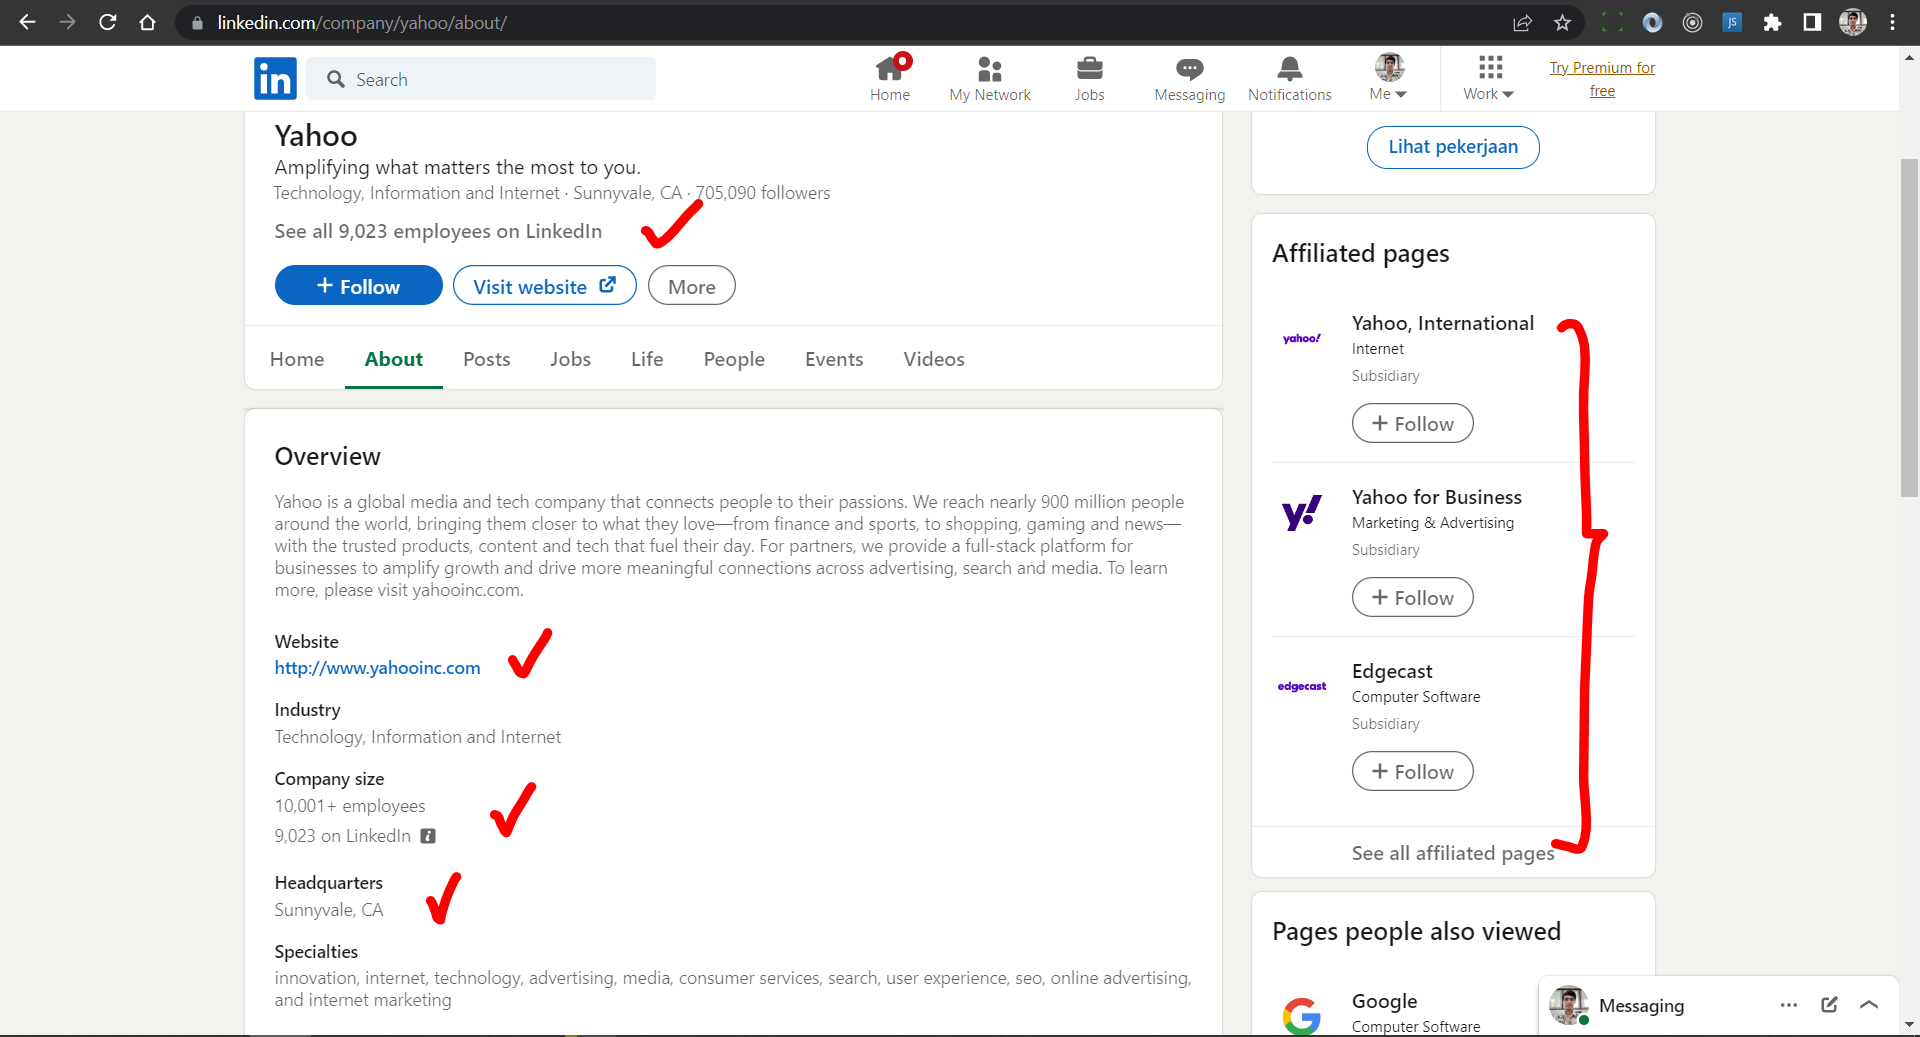 linkedin.com/company/yahoo/about/
JS
in
Search
Home
My Network
Jobs
Messaging
Notifications
Me
Work
Try Premium for
free
Yahoo
Amplifying what matters the most to you.
Technology, Information and Internet · Sunnyvale, CA · 705,090 followers
See all 9,023 employees on LinkedIn
+ Follow
Visit website
More
Home
About
Posts
Jobs
Life
People
Events
Videos
Overview
Yahoo is a global media and tech company that connects people to their passions. We reach nearly 900 million people
around the world, bringing them closer to what they love—from finance and sports, to shopping, gaming and news—
with the trusted products, content and tech that fuel their day. For partners, we provide a full-stack platform for
businesses to amplify growth and drive more meaningful connections across advertising, search and media. To learn
more, please visit yahooinc.com.
Website
http://www.yahooinc.com
Industry
Technology, Information and Internet
Company size
10,001+ employees
9,023 on LinkedIn
Headquarters
Sunnyvale, CA
Specialties
innovation, internet, technology, advertising, media, consumer services, search, user experience, seo, online advertising,
and internet marketing
Lihat pekerjaan
Affiliated pages
yahoo!
Yahoo, International
Internet
Subsidiary
+ Follow
y!
Yahoo for Business
Marketing & Advertising
Subsidiary
+ Follow
edgecast
Edgecast
Computer Software
Subsidiary
+ Follow
See all affiliated pages
Pages people also viewed
G
Google
Computer Software
Messaging